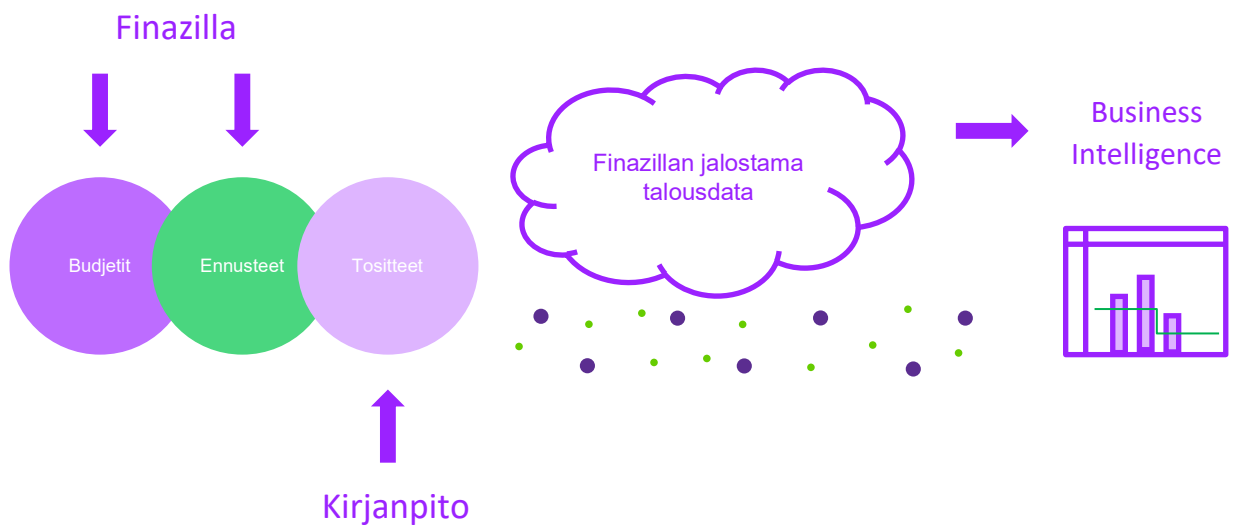 Finazilla
Budjetit
Ennusteet
Tositteet
Kirjanpito
Finazillan jalostama
talousdata
Business
Intelligence